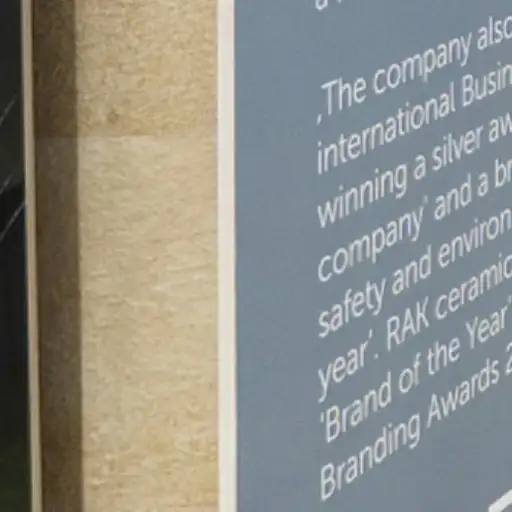 ,The company also
international Busin
winning a silver aw
company' and a br
safety and environ
year'. RAK ceramic
'Brand of the Year'
Branding Awards 2